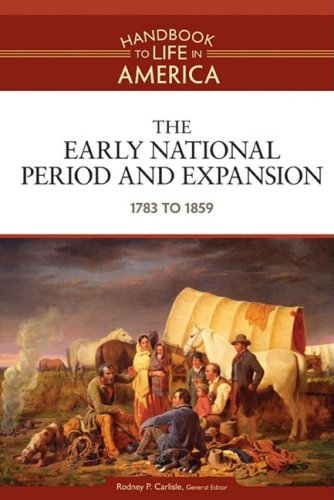 HANDBOOK
TO LIFE IN
AMERICA
THE
EARLY NATIONAL
PERIOD AND EXPANSION
1783 TO 1859
Rodney P. Carlisle, General Editor